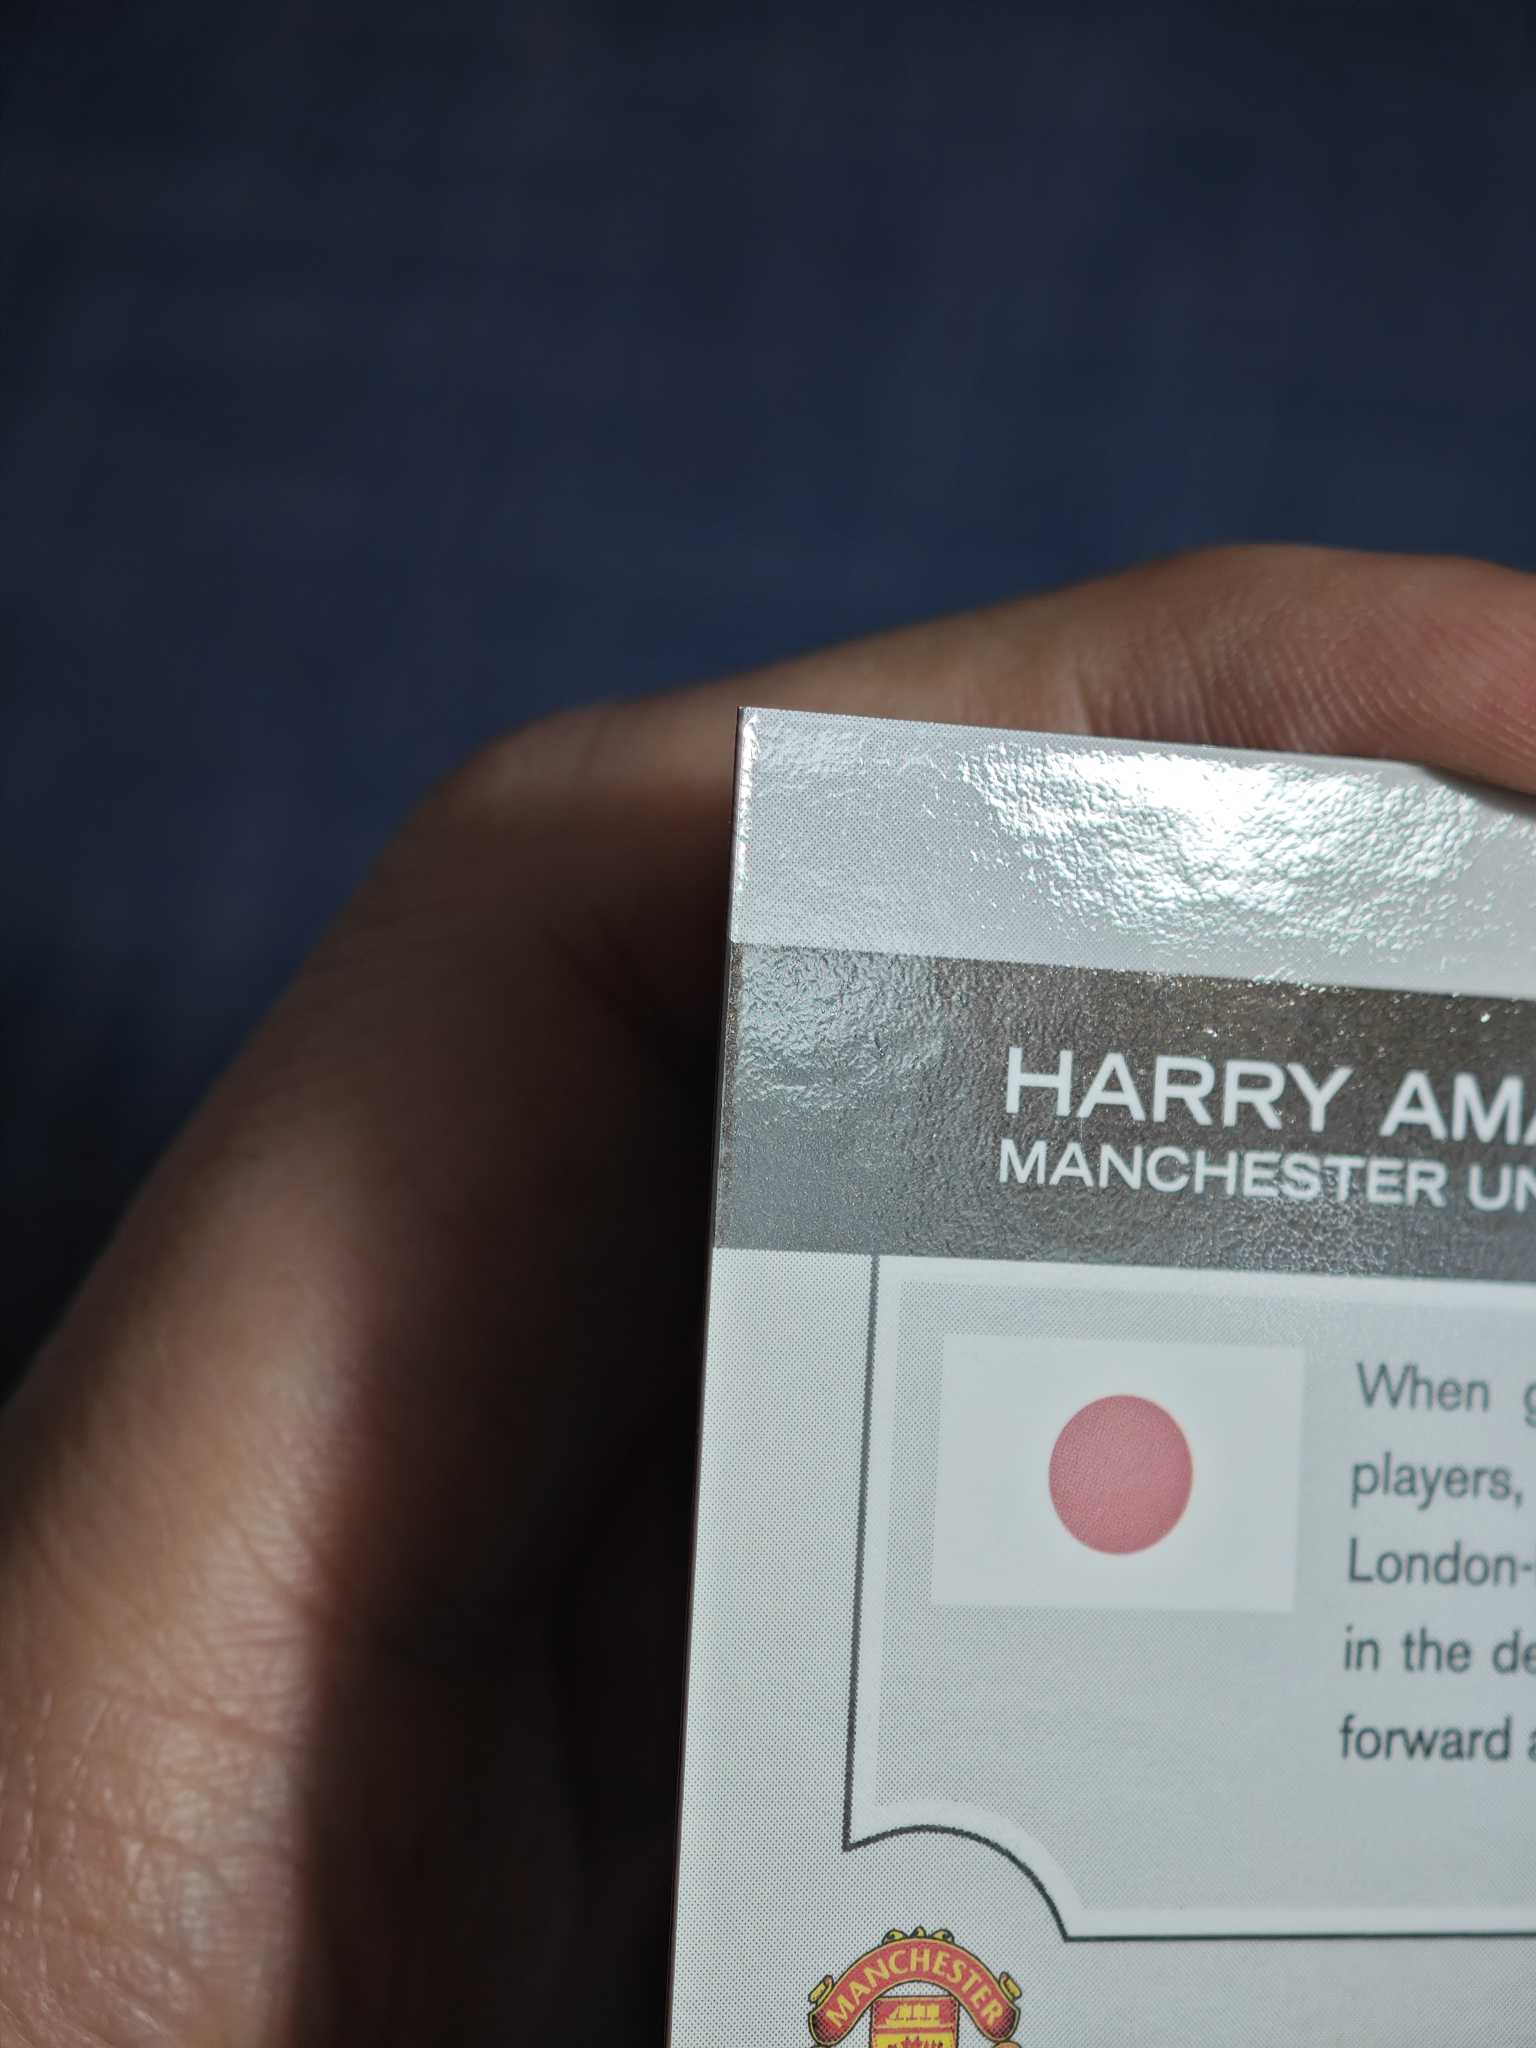 HARRY AMA
MANCHESTER UN
When g
players,
London-
in the de
forward a
MANCHESTER